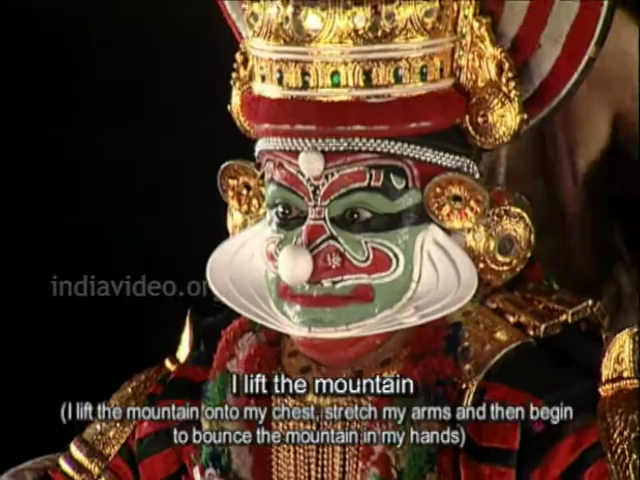 indiavideo.org
I lift the mountain
(I lift the mountain onto my chest, stretch my arms and then begin
to bounce the mountain in my hands)